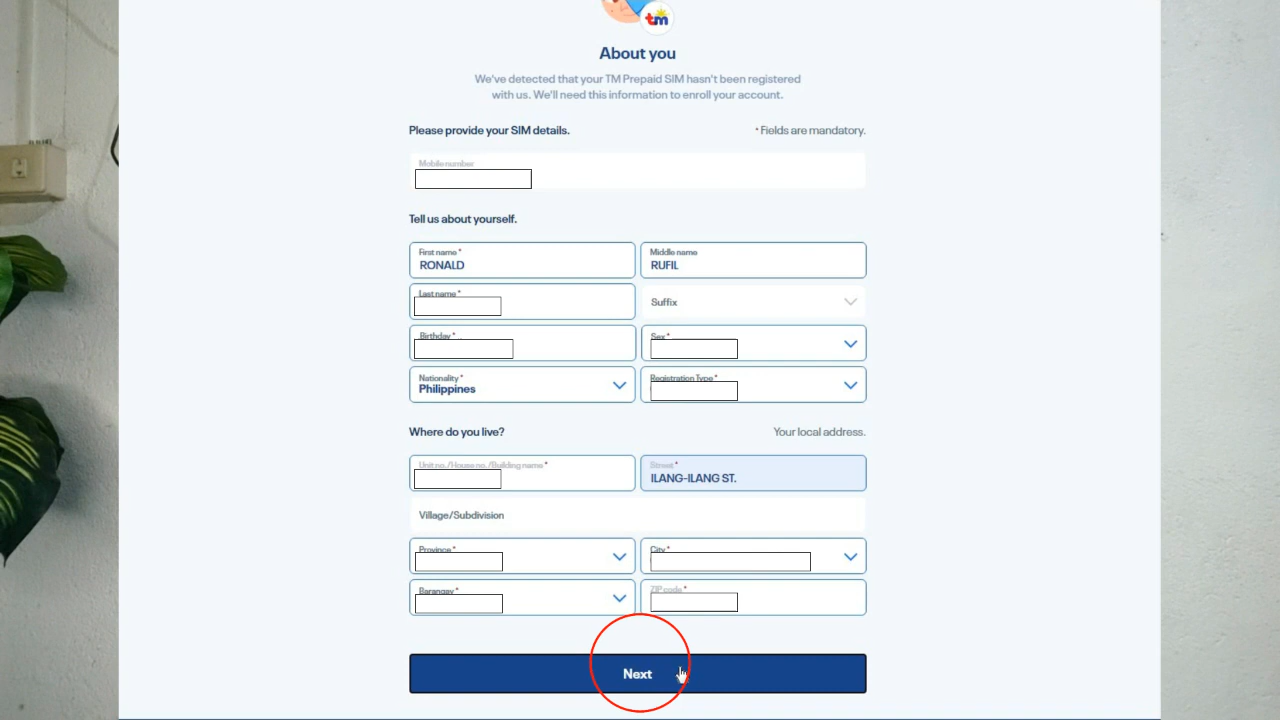 tm
About you
We've detected that your TM Prepaid SIM hasn't been registered
with us. We'll need this information to enroll your account.
Please provide your SIM details.
* Fields are mandatory.
Mobile number
Tell us about yourself.
First name *
RONALD
Middle name
RUFIL
Last name *
Suffix
Birthday *
Sex *
Nationality *
Philippines
Registration Type *
Where do you live?
Your local address.
Unit no./House no./Building name *
Street *
ILANG-ILANG ST.
Village/Subdivision
Province *
City *
Barangay *
ZIP code *
Next